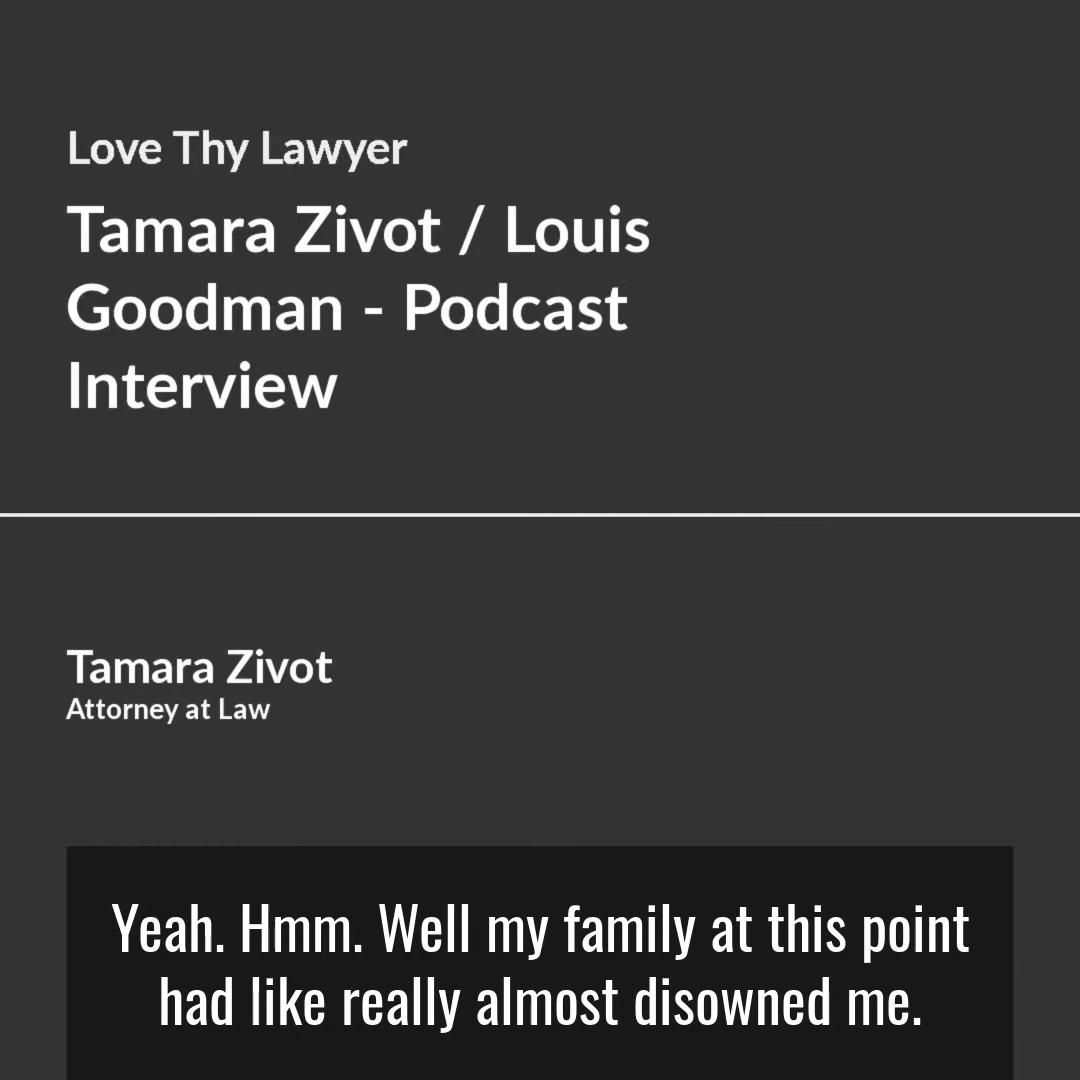 Love Thy Lawyer
Tamara Zivot / Louis
Goodman - Podcast
Interview
Tamara Zivot
Attorney at Law
Yeah. Hmm. Well my family at this point
had like really almost disowned me.